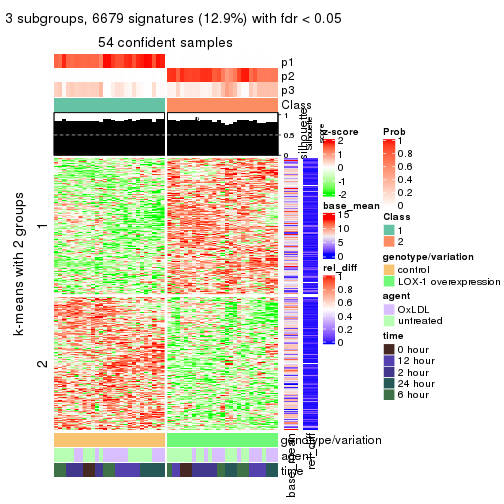 3 subgroups, 6679 signatures (12.9%) with fdr < 0.05
54 confident samples
p1
p2
p3
Class
1
0.5
0
silhouette
k-means with 2 groups
1
2
z-score
2
1
0
-1
-2
base_mean
15
10
5
0
rel_diff
1
0.8
0.6
0.4
0.2
0
Prob
1
0.8
0.6
0.4
0.2
0
Class
1
2
genotype/variation
control
LOX-1 overexpression
agent
OxLDL
untreated
time
0 hour
12 hour
2 hour
24 hour
6 hour
genotype/variation
agent
time
base_mean
rel_diff